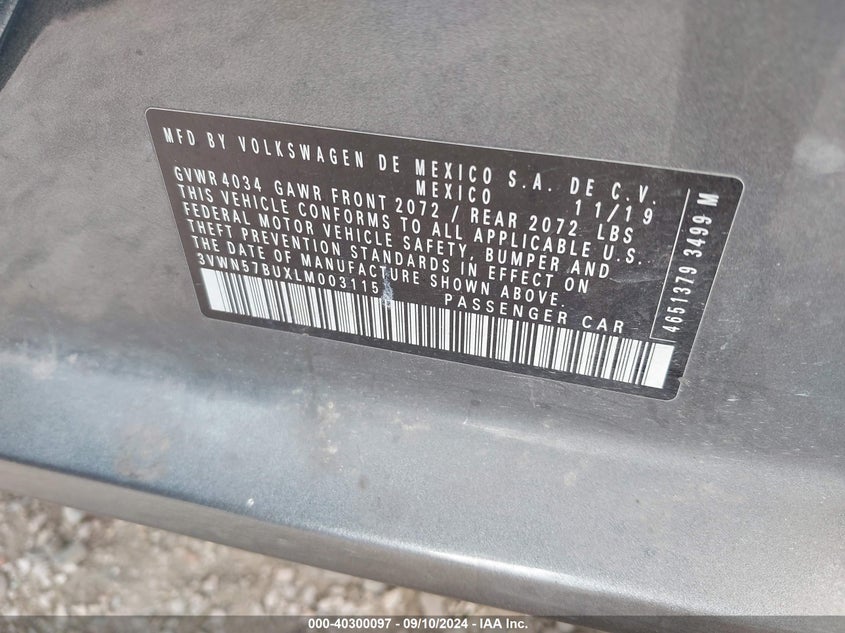 MFD BY VOLKSWAGEN DE MEXICO S.A. DE C.V.
MEXICO 11/19
GVWR 4034 GAWR FRONT 2072 / REAR 2072 LBS
THIS VEHICLE CONFORMS TO ALL APPLICABLE U.S.
FEDERAL MOTOR VEHICLE SAFETY, BUMPER AND
THEFT PREVENTION STANDARDS IN EFFECT ON
THE DATE OF MANUFACTURE SHOWN ABOVE.
3VWN57BUXLM003115 PASSENGER CAR
4651379 3499 M
000-40300097 - 09/10/2024 - IAA Inc.